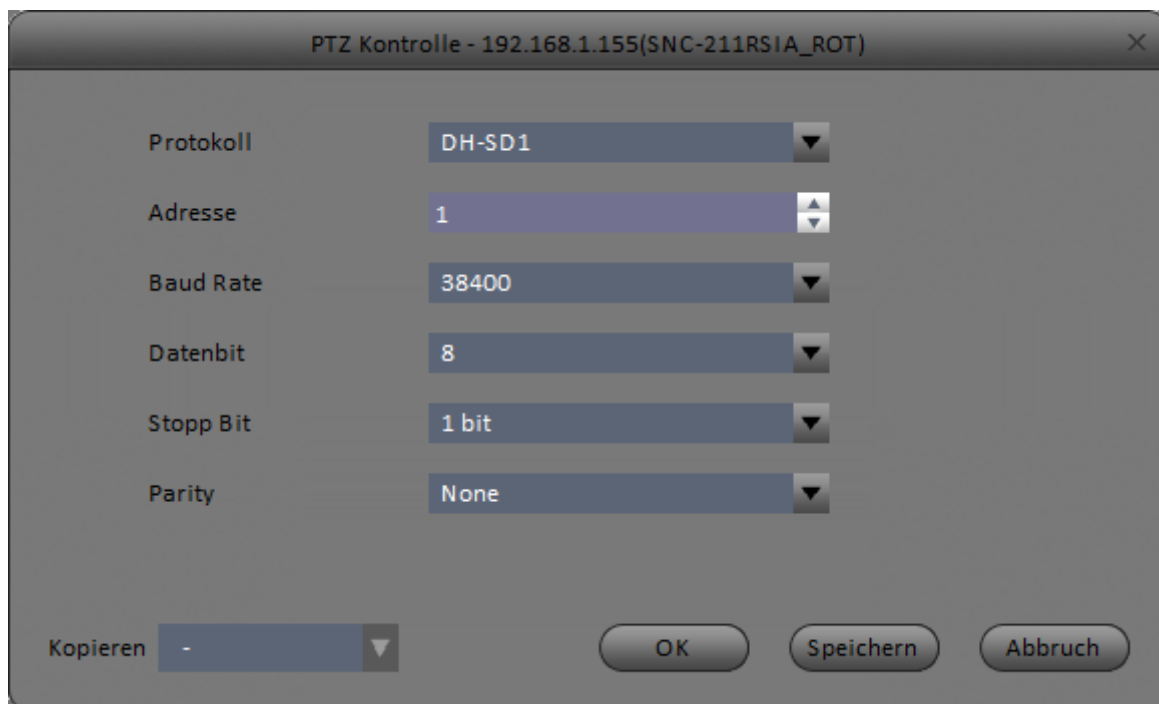 PTZ Kontrolle - 192.168.1.155(SNC-211RSIA_ROT)
Protokoll DH-SD1
Adresse 1
Baud Rate 38400
Datenbit 8
Stopp Bit 1 bit
Parity None
Kopieren - OK Speichern Abbruch